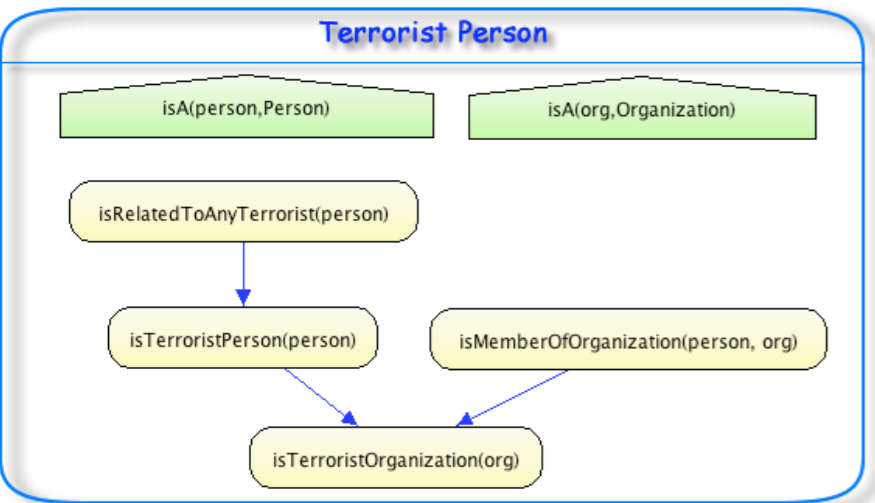 Terrorist Person
isA(person,Person)
isA(org,Organization)
isRelatedToAnyTerrorist(person)
isTerroristPerson(person)
isMemberOfOrganization(person, org)
isTerroristOrganization(org)